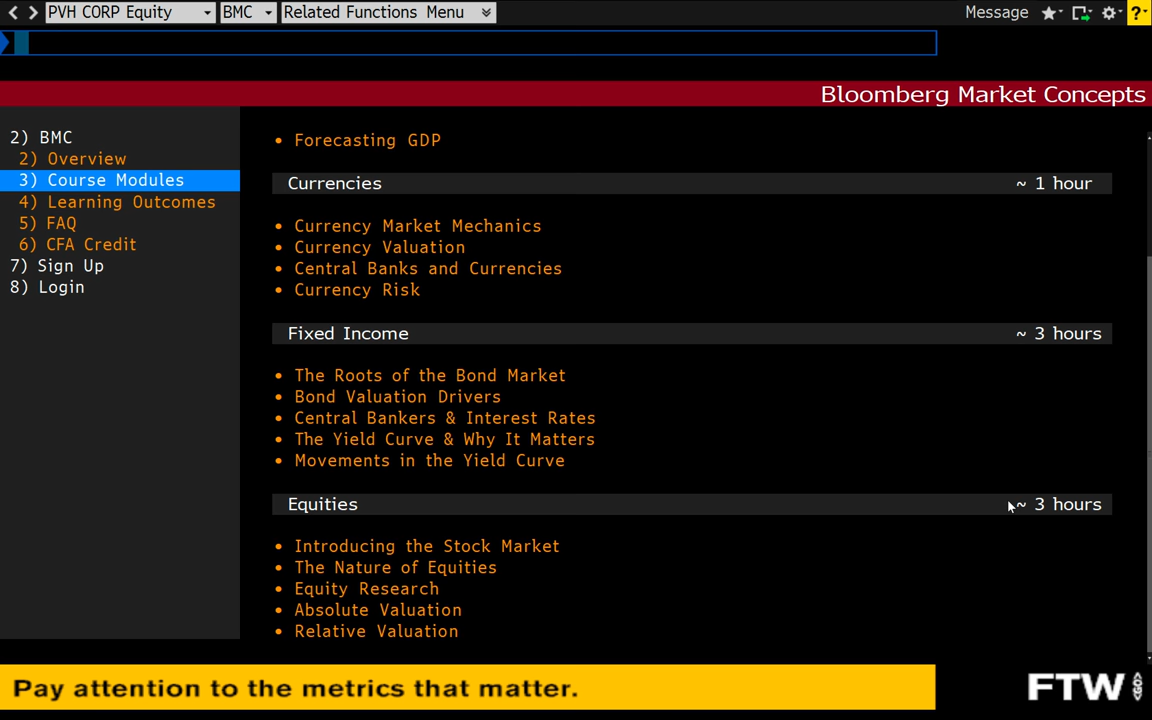 PVH CORP Equity BMC Related Functions Menu Message ?
Bloomberg Market Concepts
2) BMC
2) Overview
3) Course Modules
4) Learning Outcomes
5) FAQ
6) CFA Credit
7) Sign Up
8) Login
• Forecasting GDP
Currencies ~ 1 hour
• Currency Market Mechanics
• Currency Valuation
• Central Banks and Currencies
• Currency Risk
Fixed Income ~ 3 hours
• The Roots of the Bond Market
• Bond Valuation Drivers
• Central Bankers & Interest Rates
• The Yield Curve & Why It Matters
• Movements in the Yield Curve
Equities ~ 3 hours
• Introducing the Stock Market
• The Nature of Equities
• Equity Research
• Absolute Valuation
• Relative Valuation
Pay attention to the metrics that matter.
FTW